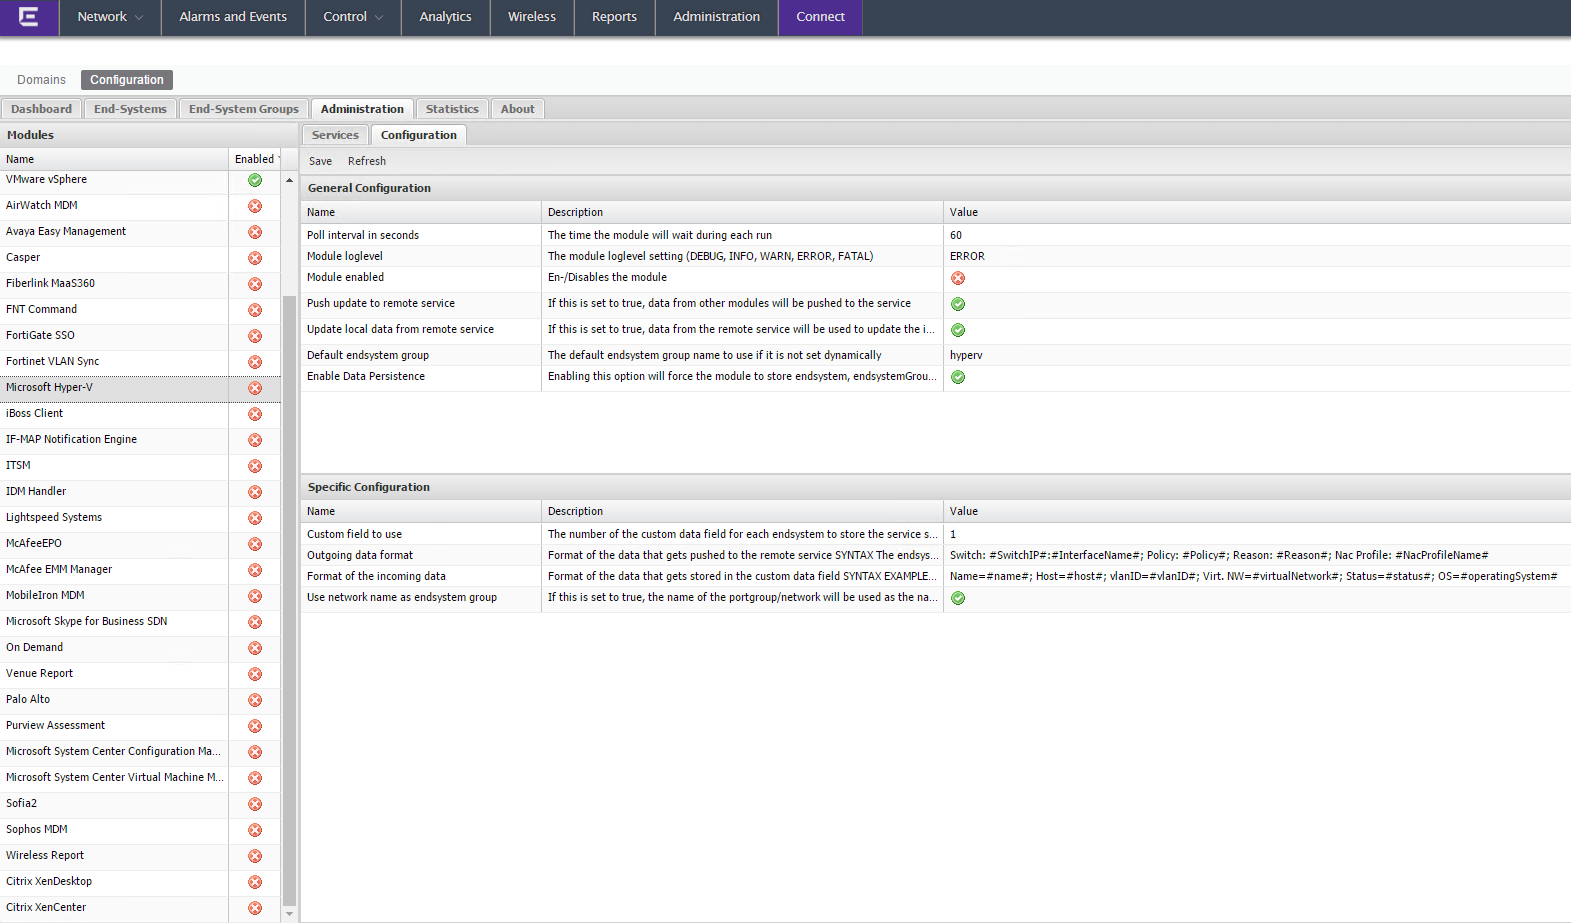 Network
Alarms and Events
Control
Analytics
Wireless
Reports
Administration
Connect
Domains
Configuration
Dashboard
End-Systems
End-System Groups
Administration
Statistics
About
Modules
Name
Enabled
VMware vSphere
AirWatch MDM
Avaya Easy Management
Casper
Fiberlink MaaS360
FNT Command
FortiGate SSO
Fortinet VLAN Sync
Microsoft Hyper-V
iBoss Client
IF-MAP Notification Engine
ITSM
IDM Handler
Lightspeed Systems
McAfeeEPO
McAfee EMM Manager
MobileIron MDM
Microsoft Skype for Business SDN
On Demand
Venue Report
Palo Alto
Purview Assessment
Microsoft System Center Configuration Ma...
Microsoft System Center Virtual Machine M...
Sofia2
Sophos MDM
Wireless Report
Citrix XenDesktop
Citrix XenCenter
Services
Configuration
Save
Refresh
General Configuration
Name
Description
Value
Poll interval in seconds
The time the module will wait during each run
60
Module loglevel
The module loglevel setting (DEBUG, INFO, WARN, ERROR, FATAL)
ERROR
Module enabled
En-/Disables the module
Push update to remote service
If this is set to true, data from other modules will be pushed to the service
Update local data from remote service
If this is set to true, data from the remote service will be used to update the i...
Default endsystem group
The default endsystem group name to use if it is not set dynamically
hyperv
Enable Data Persistence
Enabling this option will force the module to store endsystem, endsystemGrou...
Specific Configuration
Name
Description
Value
Custom field to use
The number of the custom data field for each endsystem to store the service s...
1
Outgoing data format
Format of the data that gets pushed to the remote service SYNTAX The endsys...
Switch: #SwitchIP#:#InterfaceName#; Policy: #Policy#; Reason: #Reason#; Nac Profile: #NacProfileName#
Format of the incoming data
Format of the data that gets stored in the custom data field SYNTAX EXAMPLE...
Name=#name#; Host=#host#; vlanID=#vlanID#; Virt. NW=#virtualNetwork#; Status=#status#; OS=#operatingSystem#
Use network name as endsystem group
If this is set to true, the name of the portgroup/network will be used as the na...